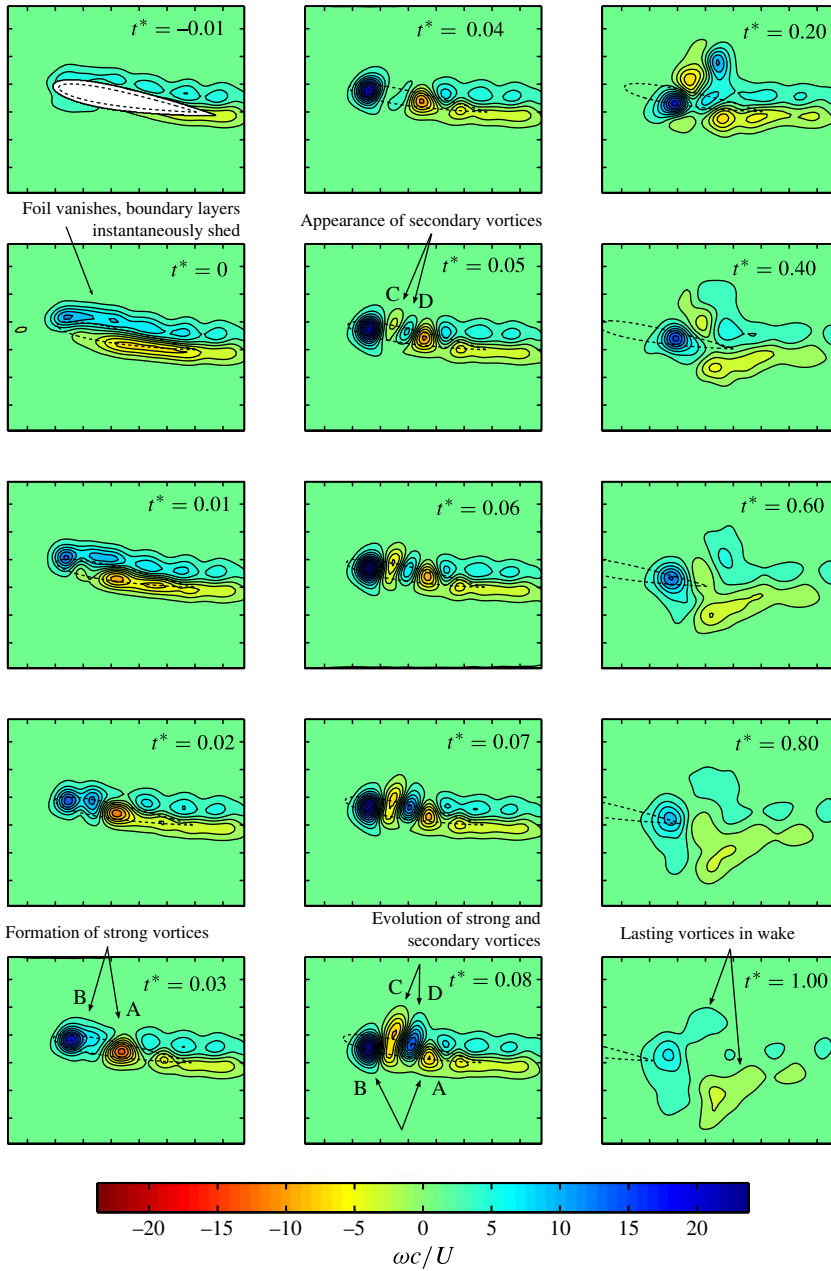 t* = –0.01
t* = 0.04
t* = 0.20
Foil vanishes, boundary layers
instantaneously shed
Appearance of secondary vortices
t* = 0
t* = 0.05
C
D
t* = 0.40
t* = 0.01
t* = 0.06
t* = 0.60
t* = 0.02
t* = 0.07
t* = 0.80
Formation of strong vortices
Evolution of strong and
secondary vortices
Lasting vortices in wake
t* = 0.03
B
A
t* = 0.08
C
D
B
A
t* = 1.00
–20 –15 –10 –5 0 5 10 15 20
ωc/U